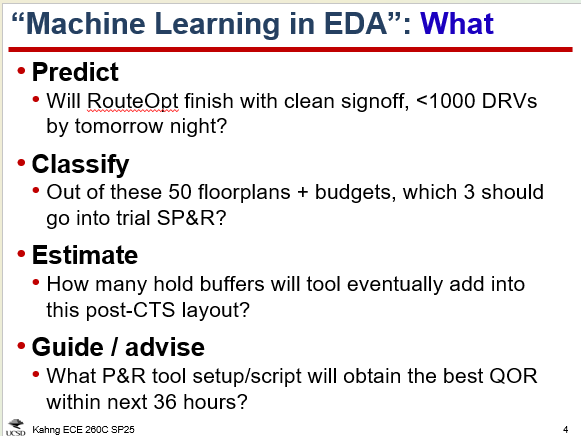 “Machine Learning in EDA”: What
• Predict
• Will RouteOpt finish with clean signoff, <1000 DRVs
by tomorrow night?
• Classify
• Out of these 50 floorplans + budgets, which 3 should
go into trial SP&R?
• Estimate
• How many hold buffers will tool eventually add into
this post-CTS layout?
• Guide / advise
• What P&R tool setup/script will obtain the best QOR
within next 36 hours?
UCSD Kahng ECE 260C SP25 4